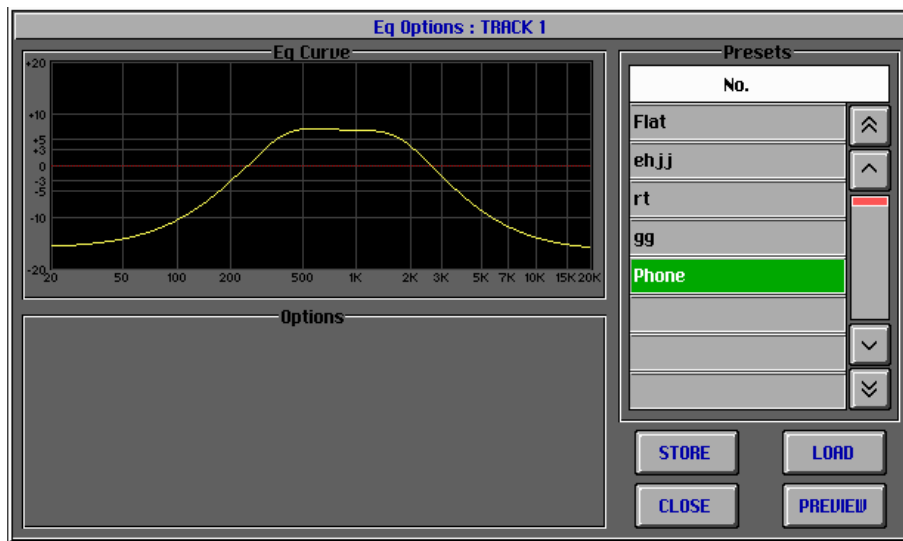 Eq Options : TRACK 1
Eq Curve
+20
+10
+5
+3
0
-3
-5
-10
-20
20 50 100 200 500 1K 2K 3K 5K 7K 10K 15K 20K
Options
Presets
No.
Flat
ehjj
rt
gg
Phone
STORE LOAD
CLOSE PREVIEW